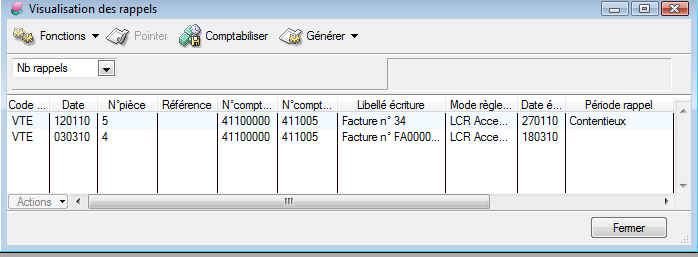 Visualisation des rappels
Fonctions Pointer Comptabiliser Générer
Nb rappels
Code ... Date N°pièce Référence N°compt... N°compt... Libellé écriture Mode règle... Date é... Période rappel
VTE 120110 5 41100000 411005 Facture n° 34 LCR Acce... 270110 Contentieux
VTE 030310 4 41100000 411005 Facture n° FA0000... LCR Acce... 180310
Actions
Fermer